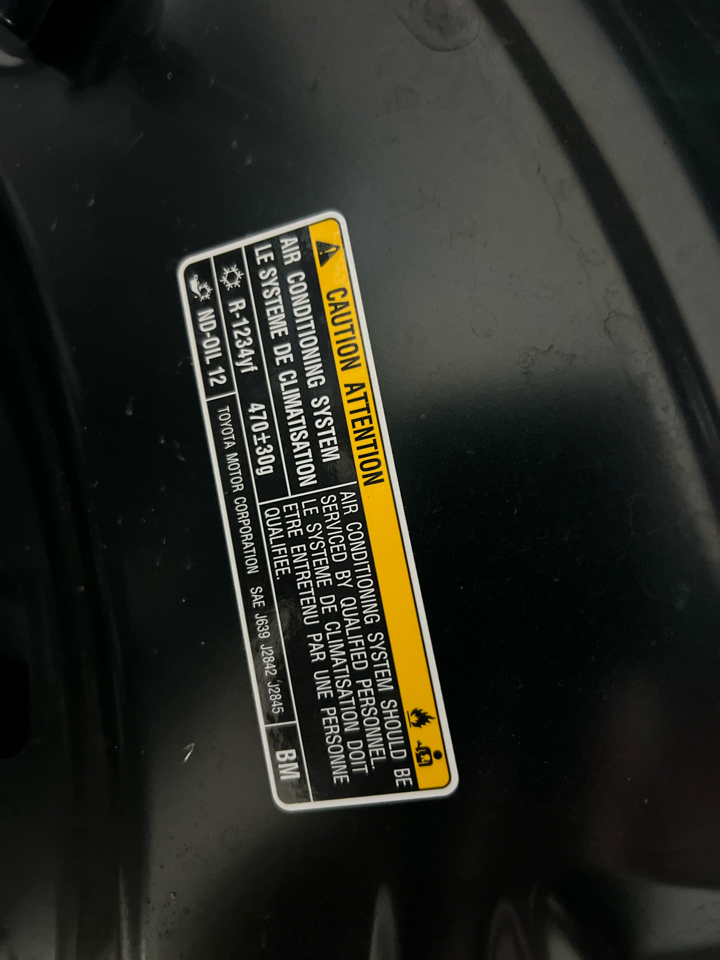 CAUTION ATTENTION
AIR CONDITIONING SYSTEM
LE SYSTEME DE CLIMATISATION
R-1234yf 470±30g
ND-OIL 12
AIR CONDITIONING SYSTEM SHOULD BE
SERVICED BY QUALIFIED PERSONNEL.
LE SYSTEME DE CLIMATISATION DOIT
ETRE ENTRETENU PAR UNE PERSONNE
QUALIFIEE.
TOYOTA MOTOR CORPORATION SAE J639 J2842 J2845
BM